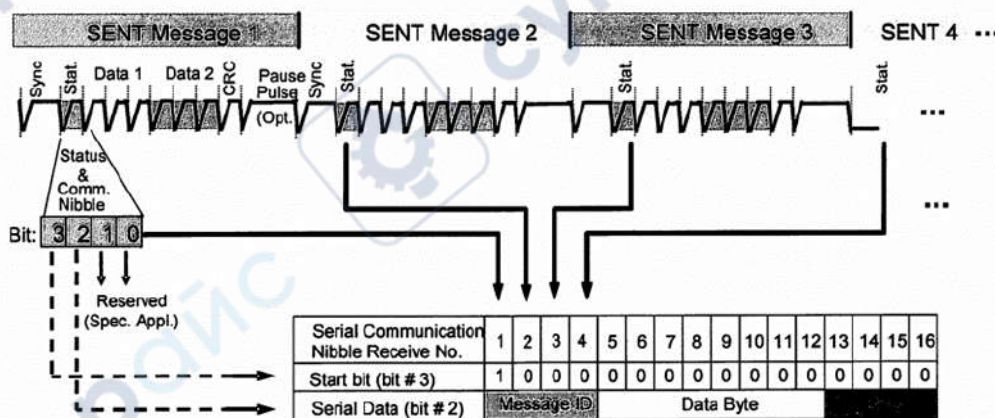 SENT Message 1 SENT Message 2 SENT Message 3 SENT 4 ...
Sync Stat. Data 1 Data 2 CRC Pause Pulse (Opt. Sync Stat. Stat. Stat.
...
Status
&
Comm.
Nibble
...
Bit: 3 2 1 0
Reserved
(Spec. Appl.)
Serial Communication
Nibble Receive No. 1 2 3 4 5 6 7 8 9 10 11 12 13 14 15 16
Start bit (bit # 3) 1 0 0 0 0 0 0 0 0 0 0 0 0 0 0 0
Serial Data (bit # 2) Message ID Data Byte